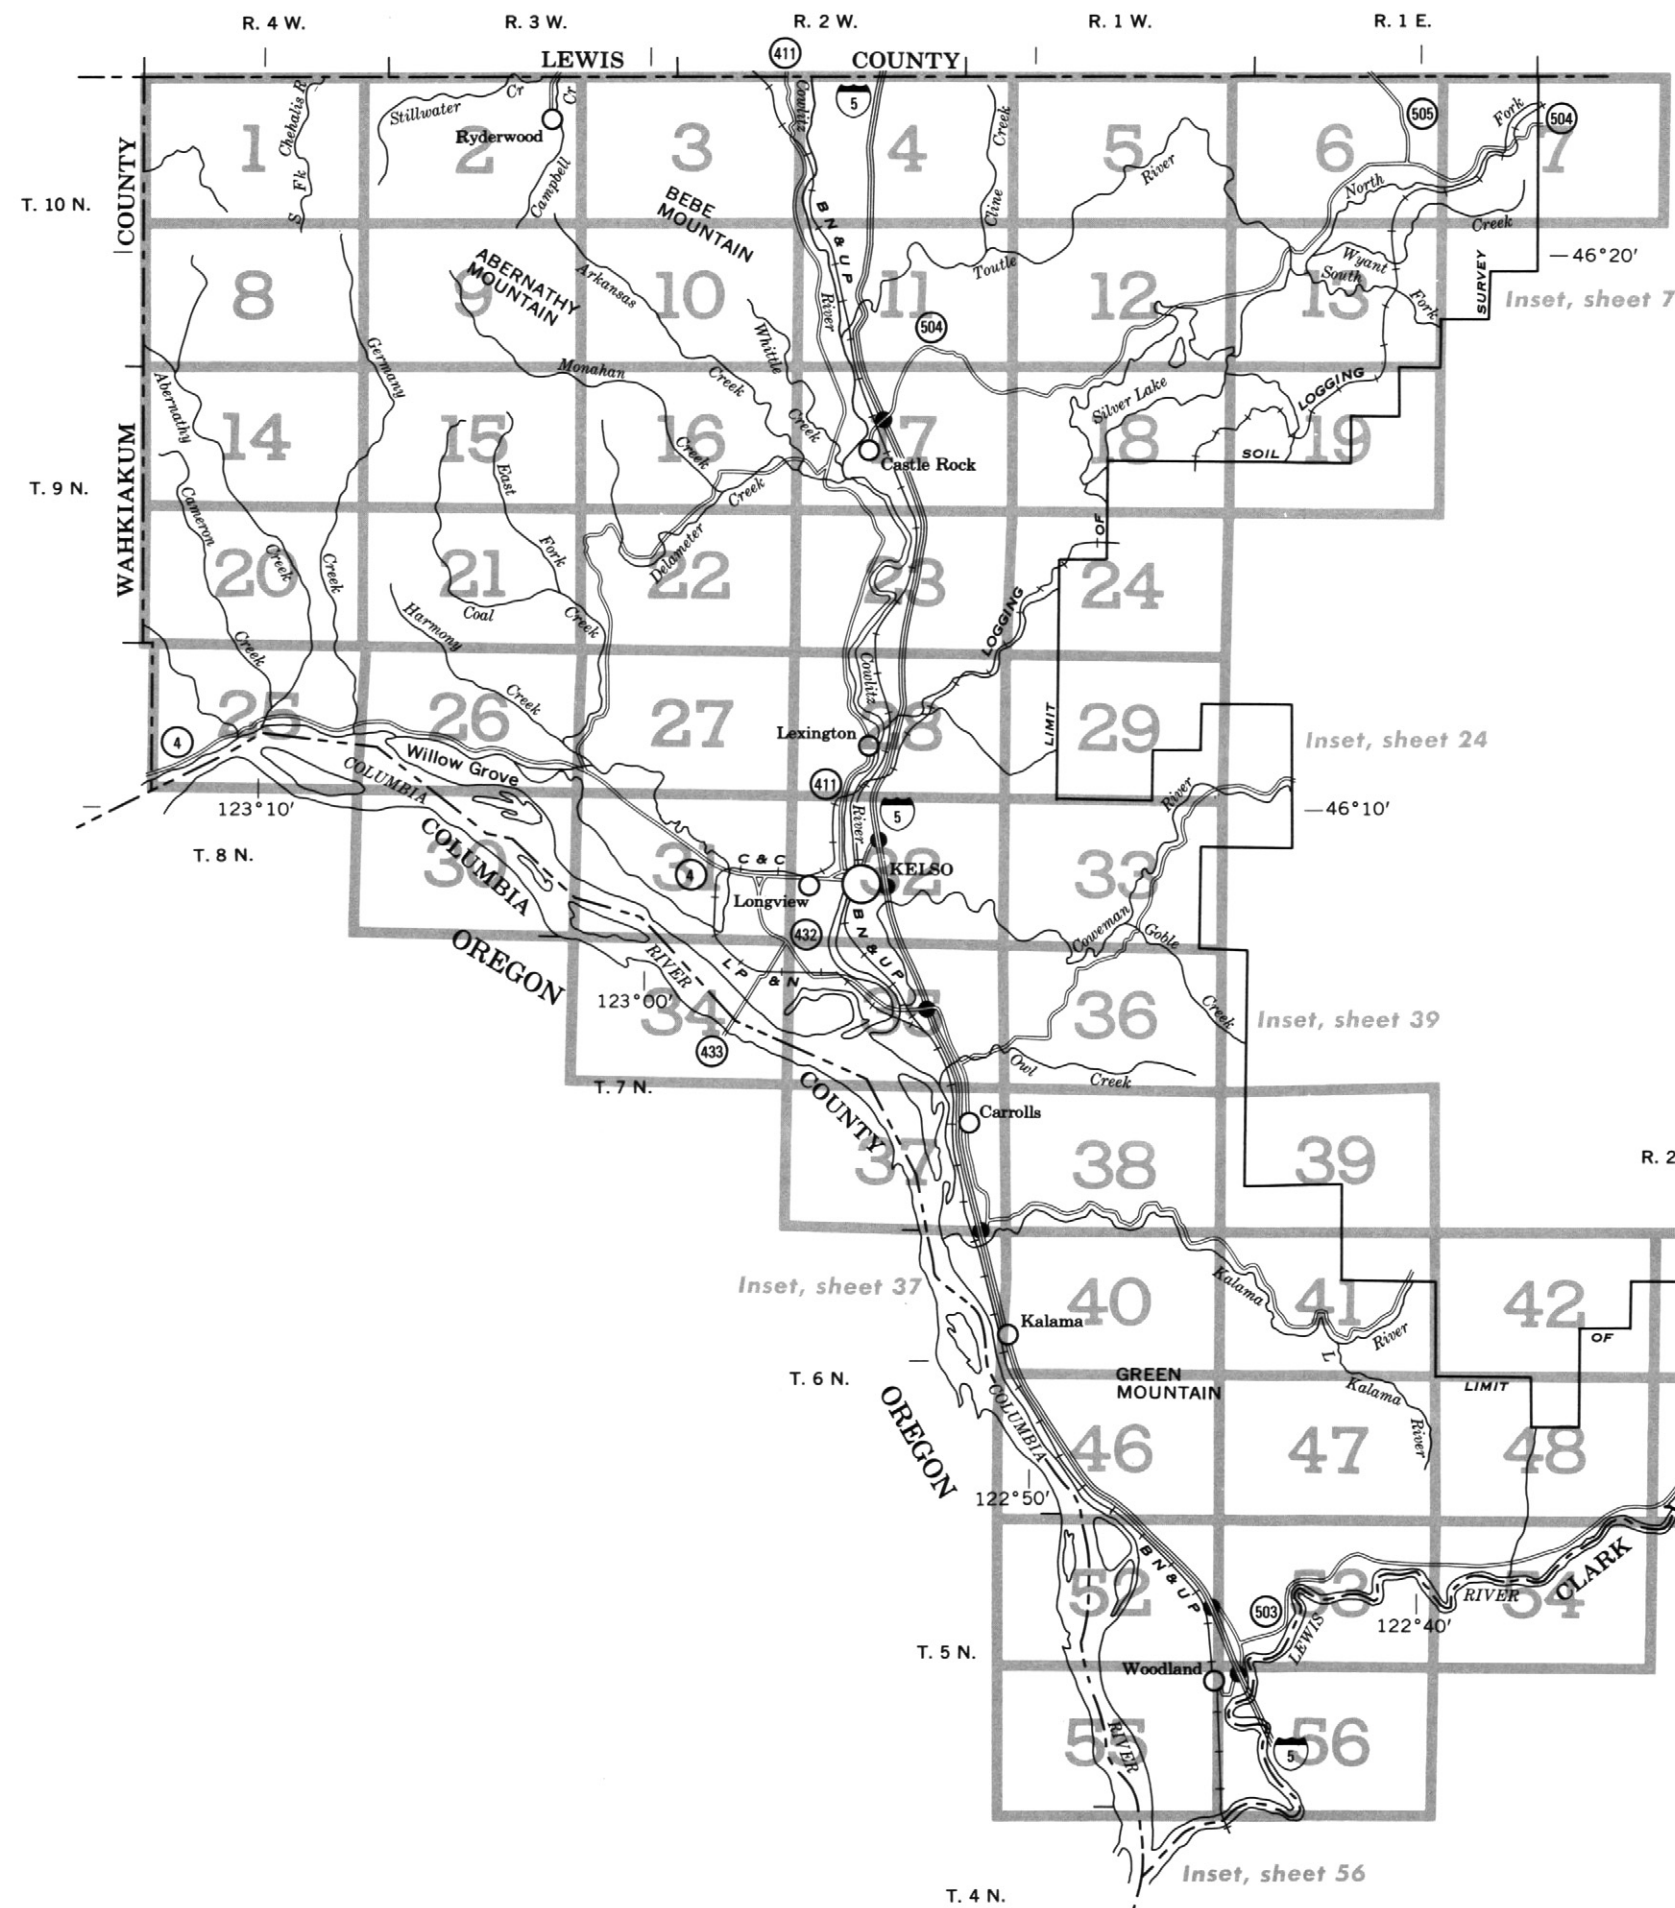 R. 4 W. R. 3 W. R. 2 W. R. 1 W. R. 1 E.
LEWIS 411 COUNTY
Cr
Cr
Stillwater
S Fk Chehalis R
Ryderwood
Campbell
Cowlitz
5
Creek
Cline
505
Fork
504
1 2 3 4 5 6 7
River
North
Creek
COUNTY
T. 10 N.
BEBE
MOUNTAIN
BN & UP
ABERNATHY
MOUNTAIN
Arkansas
Toutle
Wyant
South
Fork
SURVEY
46°20'
Inset, sheet 7
8 9 10 11 12 13
River
504
Whittle
Germany
Monahan
Creek
Creek
Abernathy
Silver Lake
LOGGING
14 15 16 17 18 19
Creek
East
Castle Rock
SOIL
WAHKIAKUM
T. 9 N.
Cameron
Creek
Delameter
OF
Creek
Creek
Fork
20 21 22 23 24
Harmony
Coal
Creek
LOGGING
Creek
Cowlitz
Creek
25 26 27 28 29
LIMIT
4
Lexington
Inset, sheet 24
Willow Grove
COLUMBIA
411
River
5
River
123°10'
46°10'
T. 8 N.
COLUMBIA
30 31 32 33
C & C
4
KELSO
Longview
BN & UP
432
Coweman
Goble
OREGON
RIVER
LP & N
123°00'
34 35 36
Creek
Inset, sheet 39
433
Owl
Creek
T. 7 N.
COUNTY
Carrolls
37 38 39
R. 2
Inset, sheet 37
Kalama
40 41 42
Kalama
River
OF
L
Kalama
River
T. 6 N.
GREEN
MOUNTAIN
LIMIT
OREGON
COLUMBIA
46 47 48
122°50'
BN & UP
CLARK
52 53 54
503
RIVER
122°40'
LEWIS
T. 5 N.
Woodland
55 56
RIVER
5
Inset, sheet 56
T. 4 N.